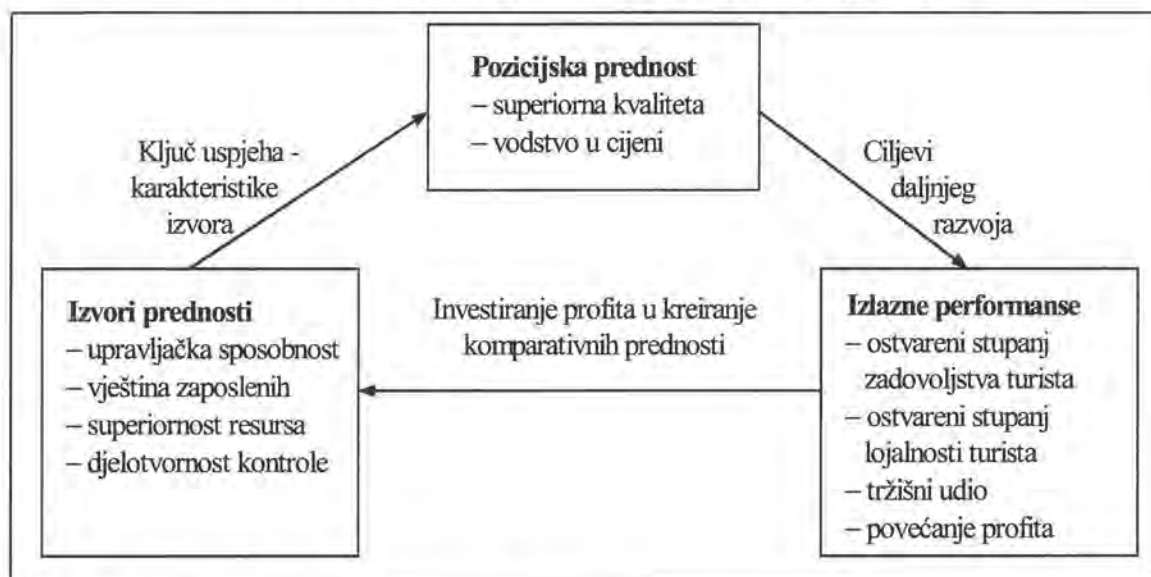 Pozicijska prednost
– superiorna kvaliteta
– vodstvo u cijeni
Ključ uspjeha -
karakteristike
izvora
Ciljevi
daljnjeg
razvoja
Izvori prednosti
– upravljačka sposobnost
– vještina zaposlenih
– superiornost resursa
– djelotvornost kontrole
Investiranje profita u kreiranje
komparativnih prednosti
Izlazne performanse
– ostvareni stupanj
zadovoljstva turista
– ostvareni stupanj
lojalnosti turista
– tržišni udio
– povećanje profita